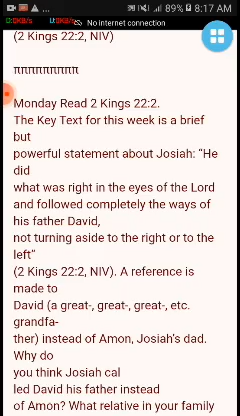 89% 8:17 AM
0:0KB/s U:0KB/s No internet connection
(2 Kings 22:2, NIV)
πππππππππ
Monday Read 2 Kings 22:2.
The Key Text for this week is a brief
but
powerful statement about Josiah: “He
did
what was right in the eyes of the Lord
and followed completely the ways of
his father David,
not turning aside to the right or to the
left”
(2 Kings 22:2, NIV). A reference is
made to
David (a great-, great-, great-, etc.
grandfa-
ther) instead of Amon, Josiah’s dad.
Why do
you think Josiah cal
led David his father instead
of Amon? What relative in your family